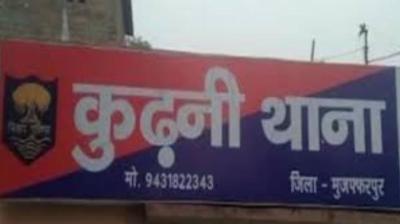 कुढ़नी थाना
मो. 9431822343 जिला - मुजफ्फरपुर